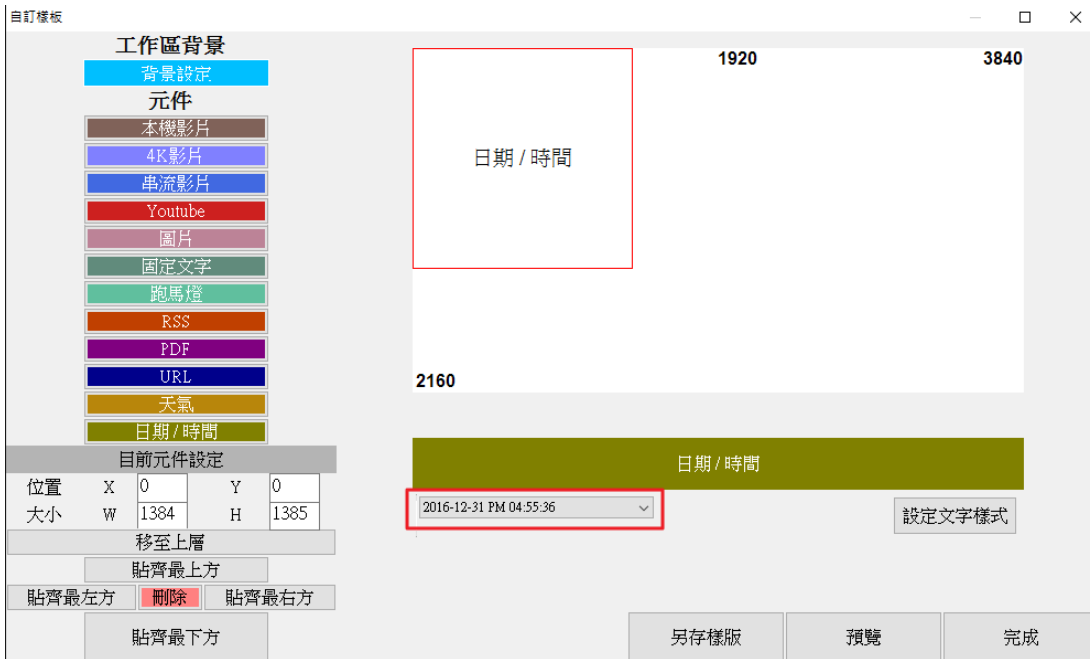 自訂樣板
工作區背景
背景設定
元件
本機影片
4K影片
串流影片
Youtube
圖片
固定文字
跑馬燈
RSS
PDF
URL
天氣
日期/時間
目前元件設定
位置 X 0 Y 0
大小 W 1384 H 1385
移至上層
貼齊最上方
貼齊最左方 刪除 貼齊最右方
貼齊最下方
1920 3840
日期/時間
2160
日期/時間
2016-12-31 PM 04:55:36
設定文字樣式
另存樣版 預覽 完成